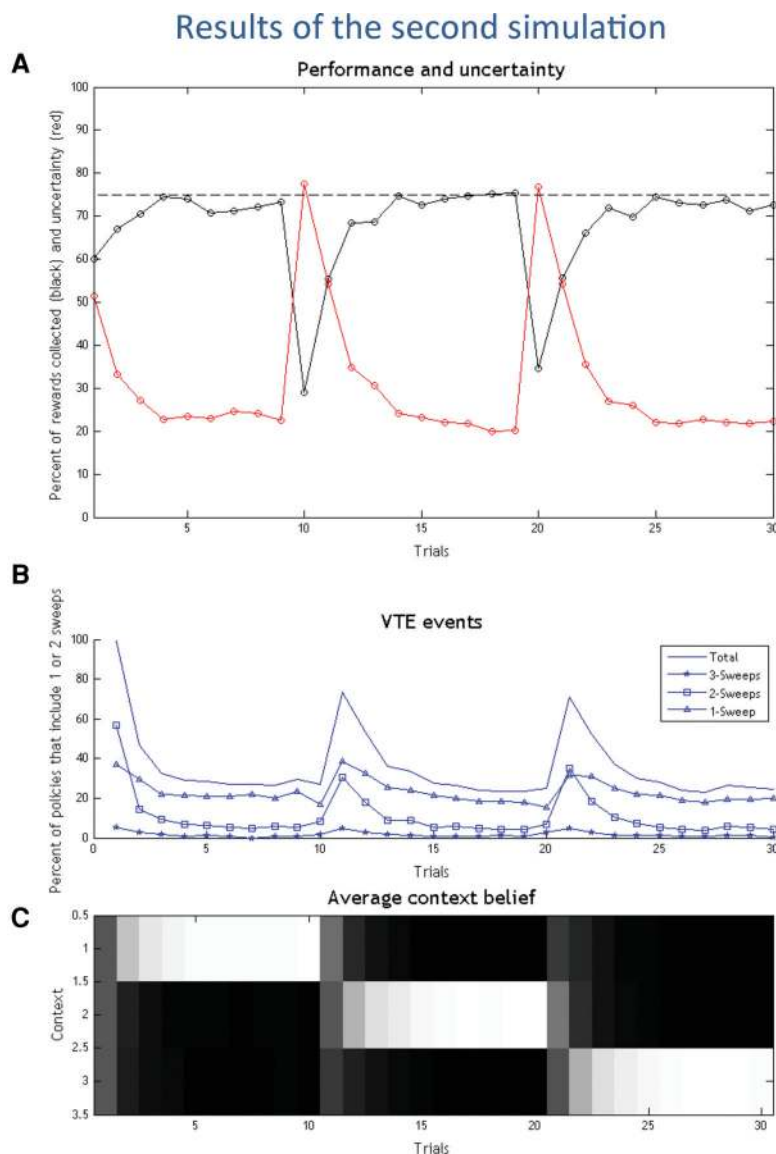 Results of the second simulation
A
Performance and uncertainty
Percent of rewards collected (black) and uncertainty (red)
100
90
80
70
60
50
40
30
20
10
0
5
10
15
20
25
30
Trials
B
VTE events
Percent of policies that include 1 or 2 sweeps
100
80
60
40
20
0
Total
3-Sweeps
2-Sweeps
1-Sweep
0
5
10
15
20
25
30
Trials
C
Average context belief
Context
0.5
1
1.5
2
2.5
3
3.5
5
10
15
20
25
30
Trials